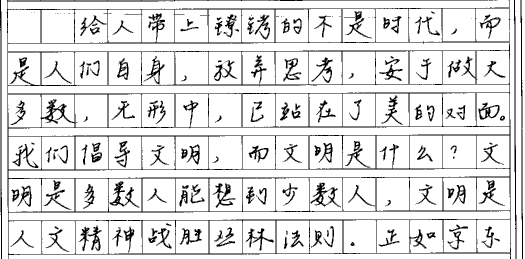 给人带上镣铐的不是时代，而
是人们自身，放弃思考，安于做大
多数，无形中，已站在了美的对面。
我们倡导文明，而文明是什么？文
明是多数人能想到少数人，文明是
人文精神战胜丛林法则。正如京东